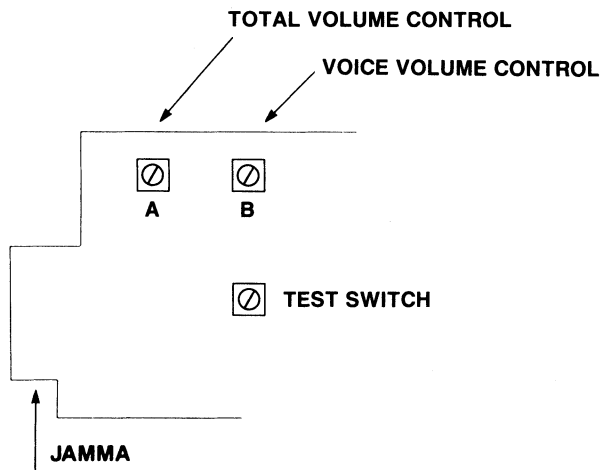 TOTAL VOLUME CONTROL
VOICE VOLUME CONTROL
A
B
TEST SWITCH
JAMMA